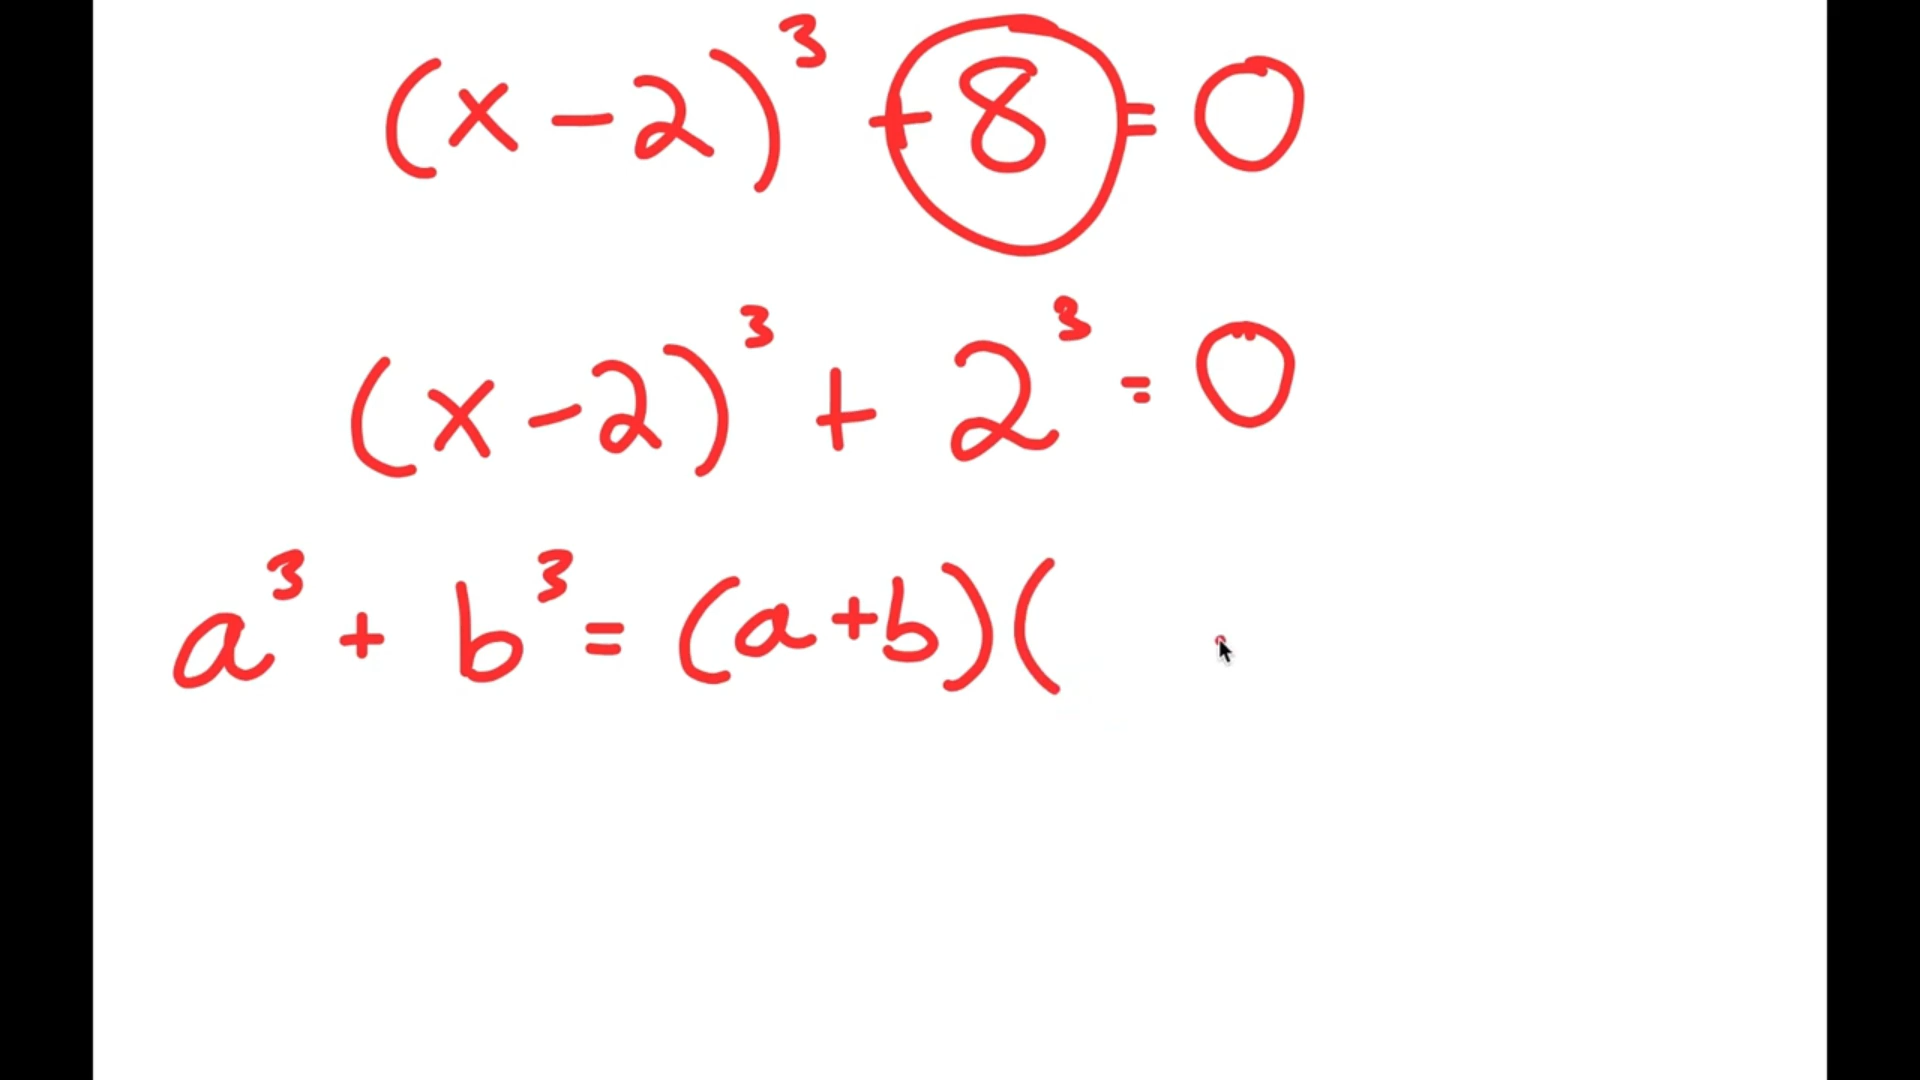 (x-2)³ +8=0
(x-2)³ + 2³ = 0
a³ + b³ = (a+b)(